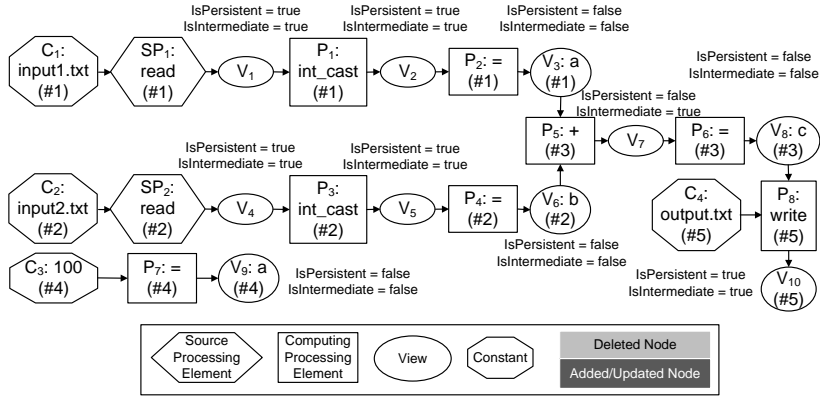 IsPersistent = true
IsIntermediate = true
IsPersistent = true
IsIntermediate = true
IsPersistent = false
IsIntermediate = false
C₁:
input1.txt
(#1)
SP₁:
read
(#1)
V₁
P₁:
int_cast
(#1)
V₂
P₂: =
(#1)
V₃: a
(#1)
IsPersistent = false
IsIntermediate = false
IsPersistent = false
IsIntermediate = true
P₅: +
(#3)
V₇
P₆: =
(#3)
V₈: c
(#3)
IsPersistent = true
IsIntermediate = true
IsPersistent = true
IsIntermediate = true
C₂:
input2.txt
(#2)
SP₂:
read
(#2)
V₄
P₃:
int_cast
(#2)
V₅
P₄: =
(#2)
V₆: b
(#2)
C₄:
output.txt
(#5)
P₈:
write
(#5)
IsPersistent = false
IsIntermediate = false
C₃: 100
(#4)
P₇: =
(#4)
V₉: a
(#4)
IsPersistent = false
IsIntermediate = false
IsPersistent = true
IsIntermediate = true
V₁₀
(#5)
Source
Processing
Element
Computing
Processing
Element
View
Constant
Deleted Node
Added/Updated Node